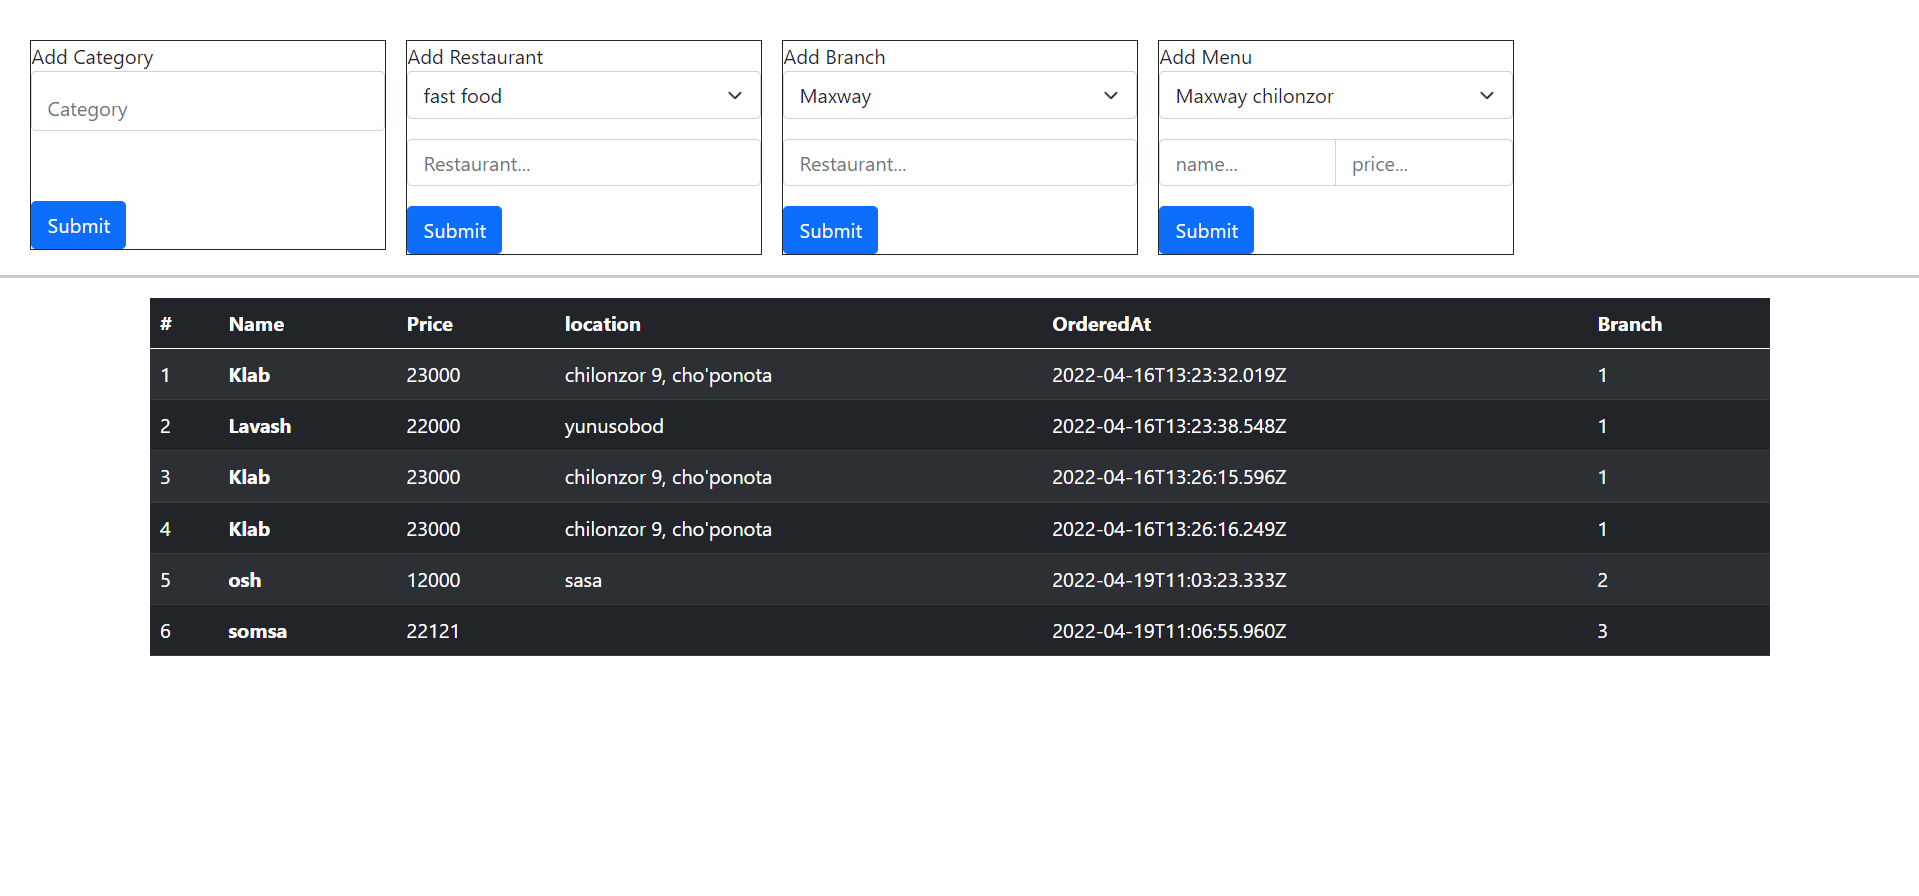 Add Category
Category
Submit
Add Restaurant
fast food
Restaurant...
Submit
Add Branch
Maxway
Restaurant...
Submit
Add Menu
Maxway chilonzor
name... price...
Submit
# Name Price location OrderedAt Branch
1 Klab 23000 chilonzor 9, cho'ponota 2022-04-16T13:23:32.019Z 1
2 Lavash 22000 yunusobod 2022-04-16T13:23:38.548Z 1
3 Klab 23000 chilonzor 9, cho'ponota 2022-04-16T13:26:15.596Z 1
4 Klab 23000 chilonzor 9, cho'ponota 2022-04-16T13:26:16.249Z 1
5 osh 12000 sasa 2022-04-19T11:03:23.333Z 2
6 somsa 22121 2022-04-19T11:06:55.960Z 3